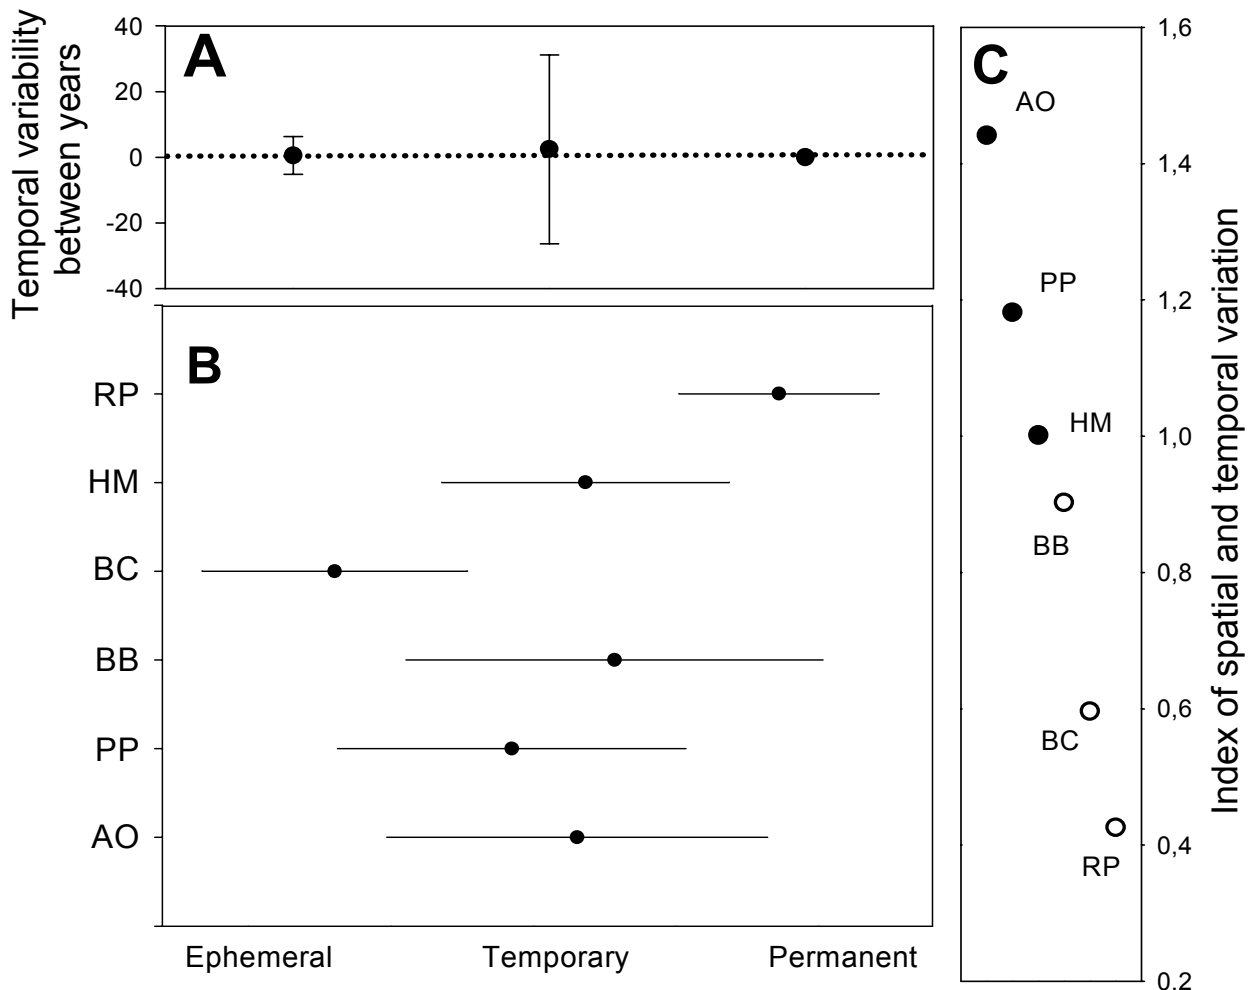 Temporal variability
between years
A
40
20
0
-20
-40
B
RP
HM
BC
BB
PP
AO
Ephemeral
Temporary
Permanent
C
AO
PP
HM
BB
BC
RP
1,6
1,4
1,2
1,0
0,8
0,6
0,4
0,2
Index of spatial and temporal variation